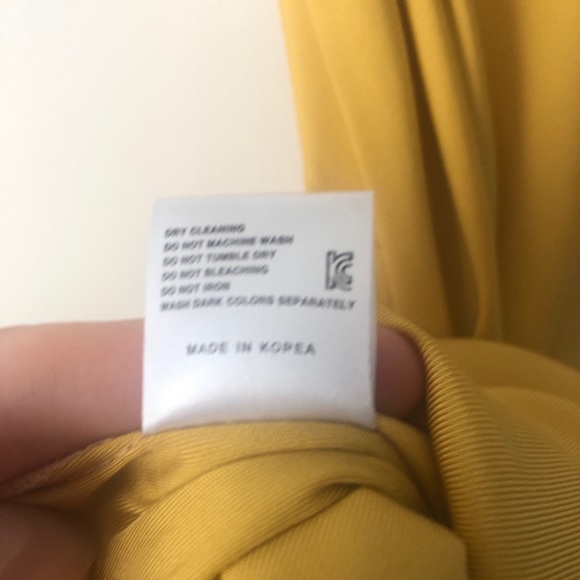 DRY CLEANING
DO NOT MACHINE WASH
DO NOT TUMBLE DRY
DO NOT BLEACHING
DO NOT IRON
WASH DARK COLORS SEPARATELY
KC
MADE IN KOREA